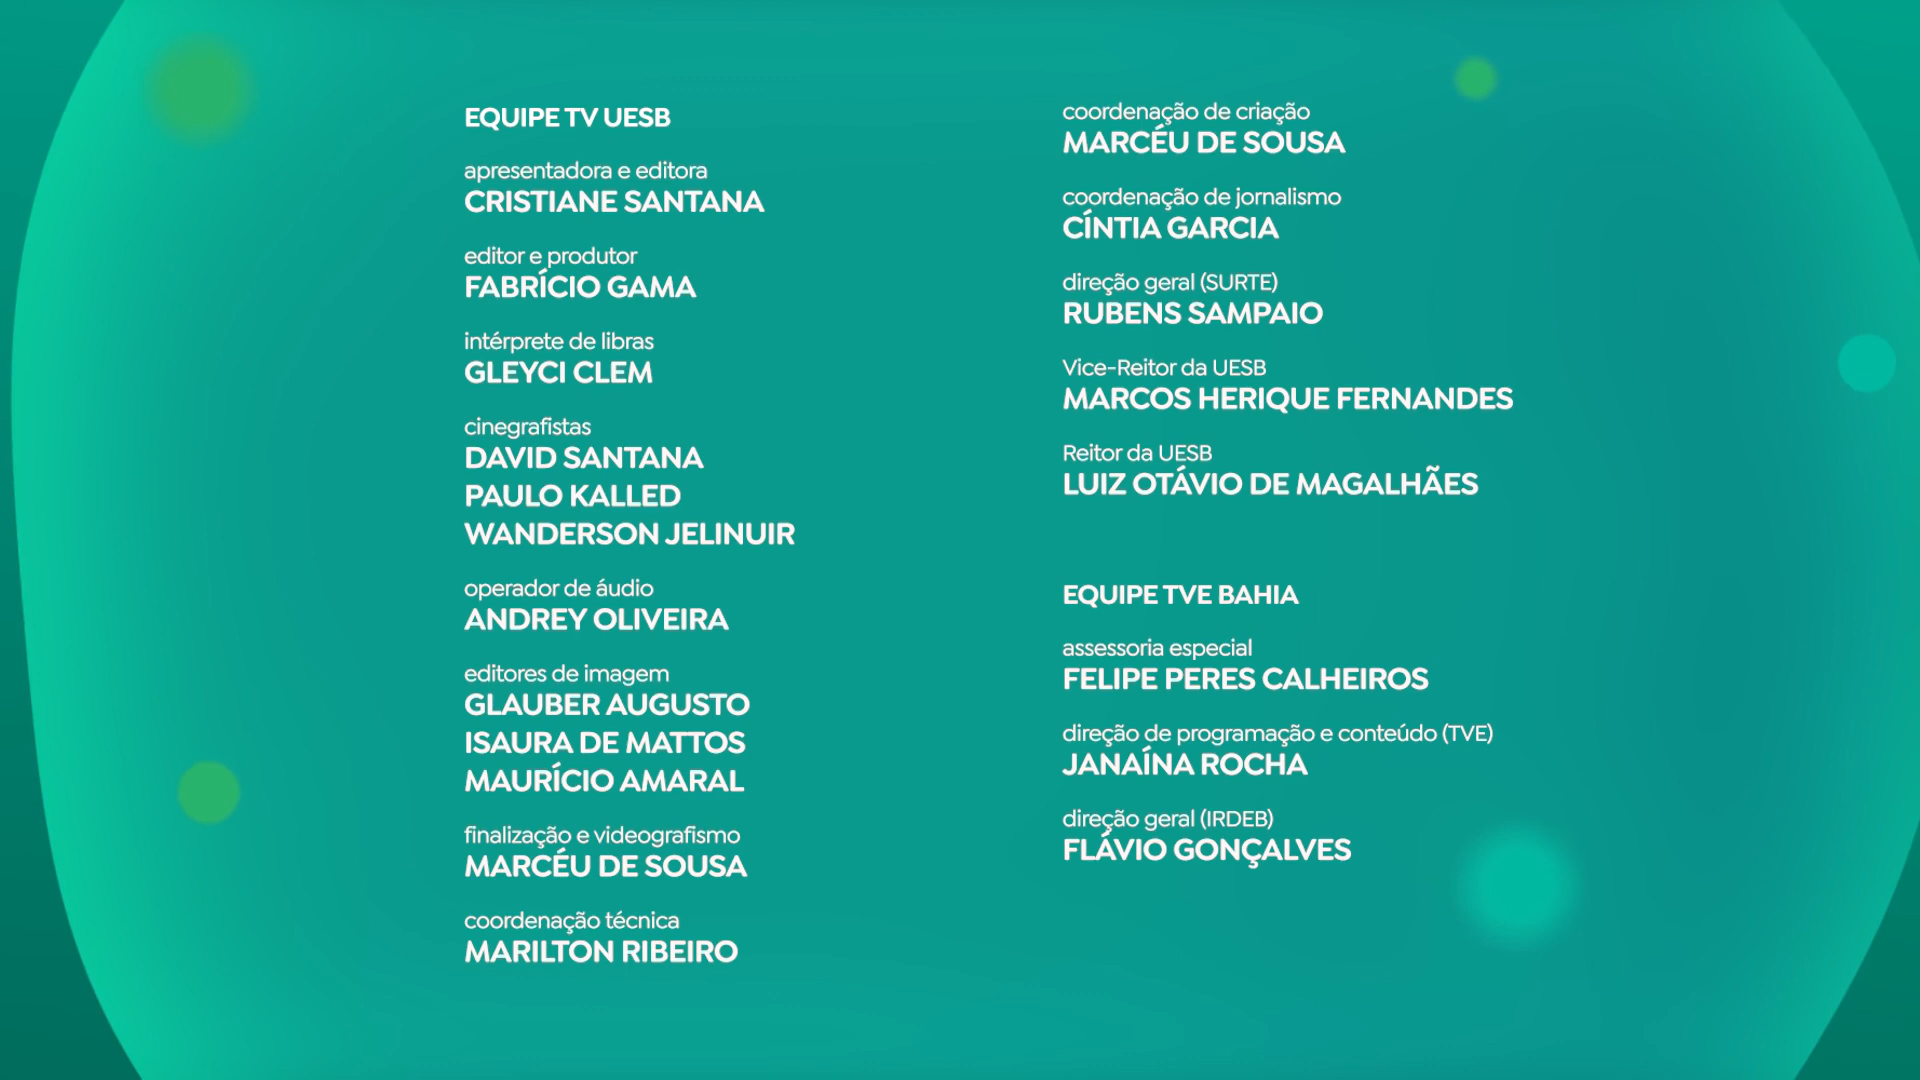 EQUIPE TV UESB
apresentadora e editora
CRISTIANE SANTANA
editor e produtor
FABRÍCIO GAMA
intérprete de libras
GLEYCI CLEM
cinegrafistas
DAVID SANTANA
PAULO KALLED
WANDERSON JELINUIR
operador de áudio
ANDREY OLIVEIRA
editores de imagem
GLAUBER AUGUSTO
ISAURA DE MATTOS
MAURÍCIO AMARAL
finalização e videografismo
MARCÉU DE SOUSA
coordenação técnica
MARILTON RIBEIRO
coordenação de criação
MARCÉU DE SOUSA
coordenação de jornalismo
CÍNTIA GARCIA
direção geral (SURTE)
RUBENS SAMPAIO
Vice-Reitor da UESB
MARCOS HERIQUE FERNANDES
Reitor da UESB
LUIZ OTÁVIO DE MAGALHÃES
EQUIPE TVE BAHIA
assessoria especial
FELIPE PERES CALHEIROS
direção de programação e conteúdo (TVE)
JANAÍNA ROCHA
direção geral (IRDEB)
FLÁVIO GONÇALVES